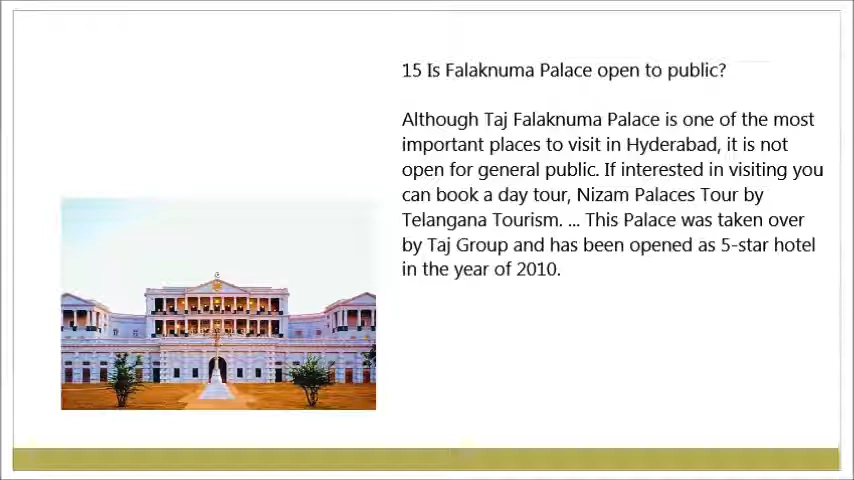 15 Is Falaknuma Palace open to public?
Although Taj Falaknuma Palace is one of the most
important places to visit in Hyderabad, it is not
open for general public. If interested in visiting you
can book a day tour, Nizam Palaces Tour by
Telangana Tourism. ... This Palace was taken over
by Taj Group and has been opened as 5-star hotel
in the year of 2010.